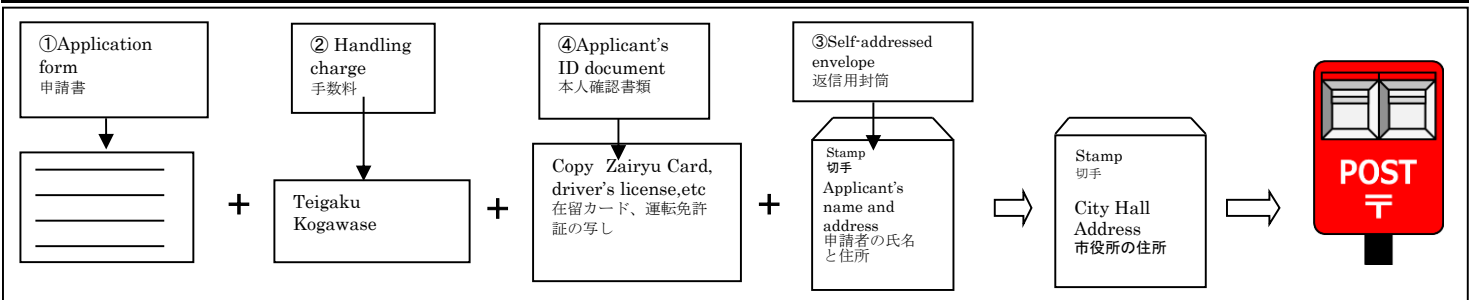 ①Application
form
申請書
② Handling
charge
手数料
Teigaku
Kogawase
④Applicant's
ID document
本人確認書類
Copy Zairyu Card,
driver's license,etc
在留カード、運転免許
証の写し
③Self-addressed
envelope
返信用封筒
Stamp
切手
Applicant's
name and
address
申請者の氏名
と住所
Stamp
切手
City Hall
Address
市役所の住所
POST
〒